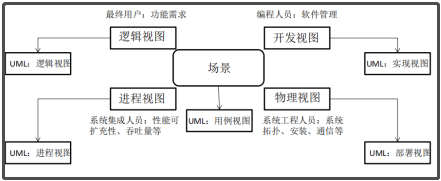 最终用户：功能需求
编程人员：软件管理
逻辑视图
开发视图
UML：逻辑视图
场景
UML：实现视图
进程视图
物理视图
系统集成人员：性能可
扩充性、吞吐量等
UML：用例视图
系统工程人员：系统
拓扑、安装、通信等
UML：进程视图
UML：部署视图